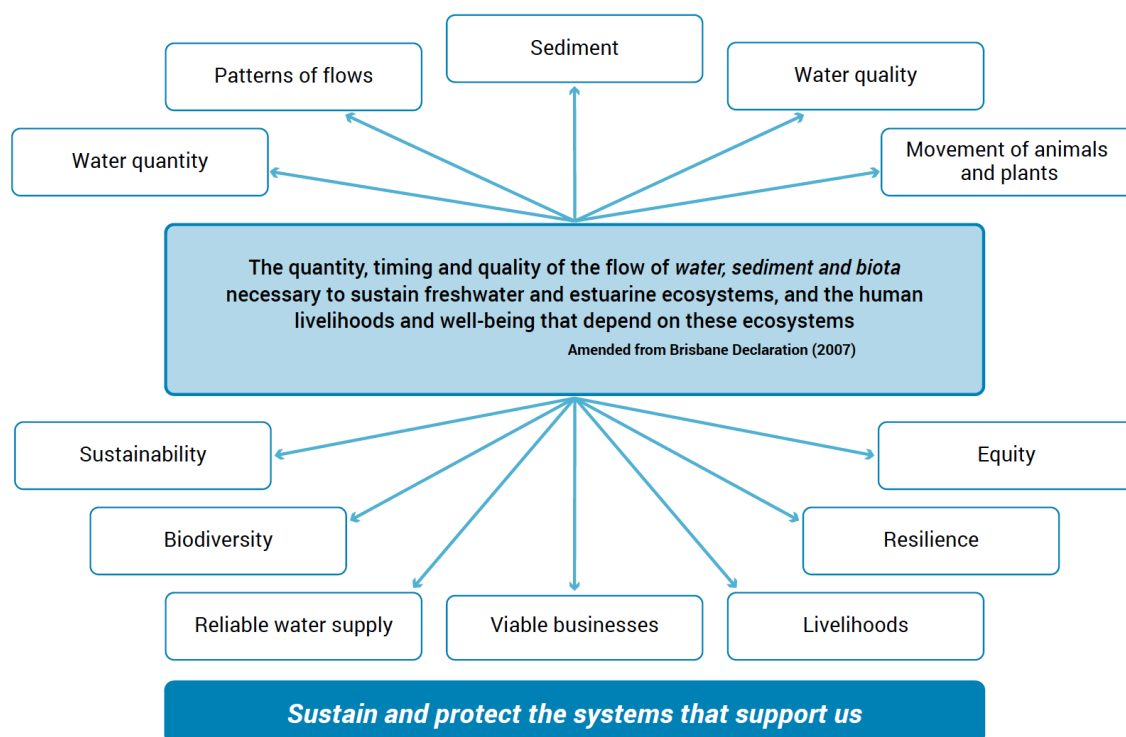 Sediment
Patterns of flows
Water quality
Water quantity
Movement of animals
and plants
The quantity, timing and quality of the flow of water, sediment and biota
necessary to sustain freshwater and estuarine ecosystems, and the human
livelihoods and well-being that depend on these ecosystems
Amended from Brisbane Declaration (2007)
Sustainability
Equity
Biodiversity
Resilience
Reliable water supply
Viable businesses
Livelihoods
Sustain and protect the systems that support us